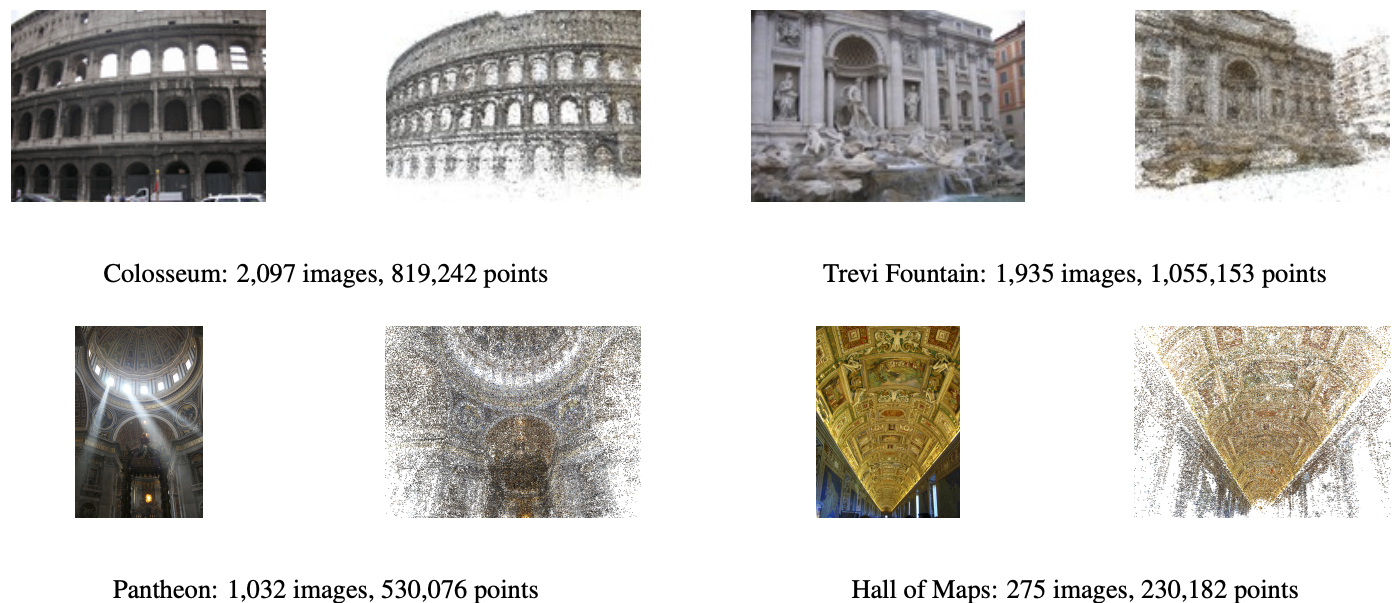 Colosseum: 2,097 images, 819,242 points
Trevi Fountain: 1,935 images, 1,055,153 points
Pantheon: 1,032 images, 530,076 points
Hall of Maps: 275 images, 230,182 points